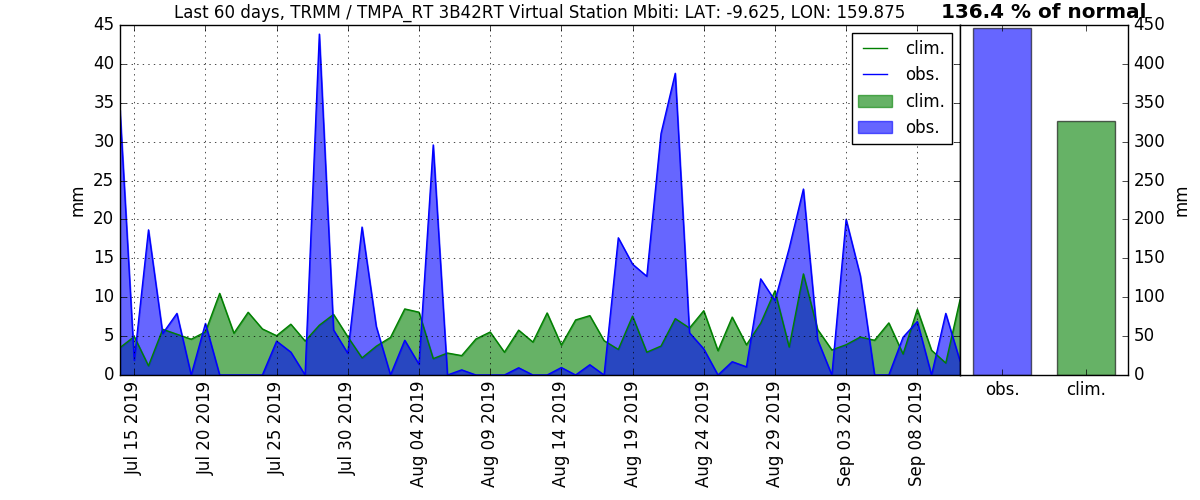 Last 60 days, TRMM / TMPA_RT 3B42RT Virtual Station Mbiti: LAT: -9.625, LON: 159.875
136.4 % of normal
45
40
35
30
25
20
15
10
5
0
mm
clim.
obs.
clim.
obs.
450
400
350
300
250
200
150
100
50
0
mm
obs.
clim.
Jul 15 2019
Jul 20 2019
Jul 25 2019
Jul 30 2019
Aug 04 2019
Aug 09 2019
Aug 14 2019
Aug 19 2019
Aug 24 2019
Aug 29 2019
Sep 03 2019
Sep 08 2019